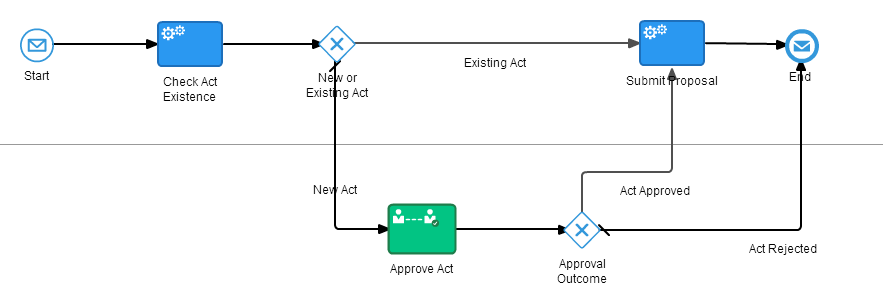 Start
Check Act
Existence
New or
Existing Act
Existing Act
Submit Proposal
End
New Act
Act Approved
Approve Act
Approval
Outcome
Act Rejected